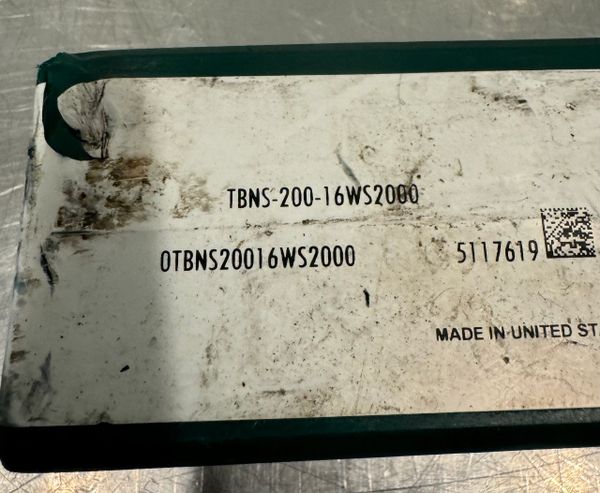 TBNS-200-16WS2000
0TBNS20016WS2000 5117619
MADE IN UNITED ST